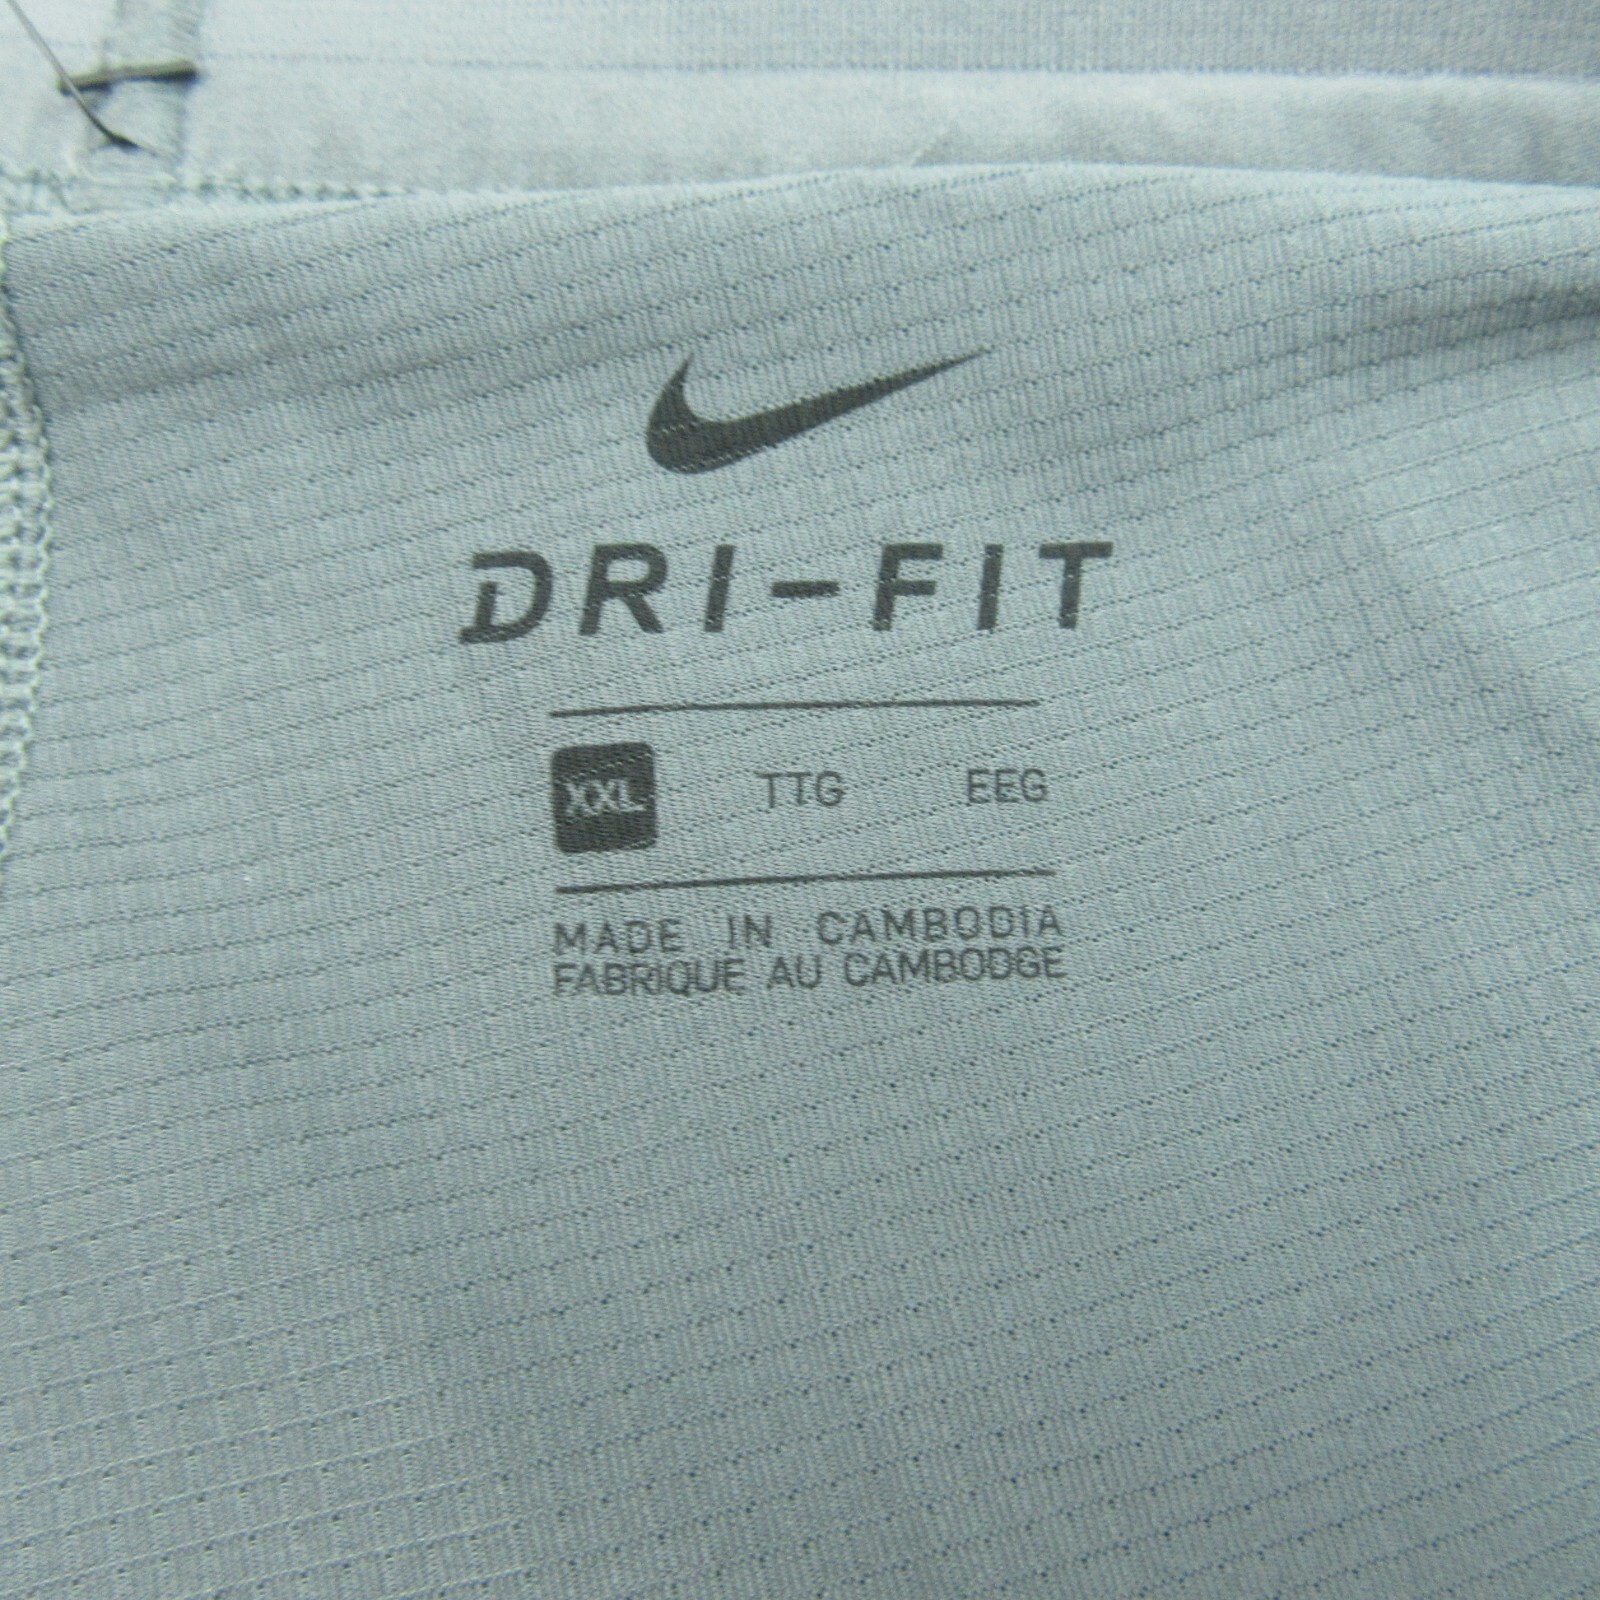 DRI-FIT
XXL TTG EEG
MADE IN CAMBODIA
FABRIQUE AU CAMBODGE